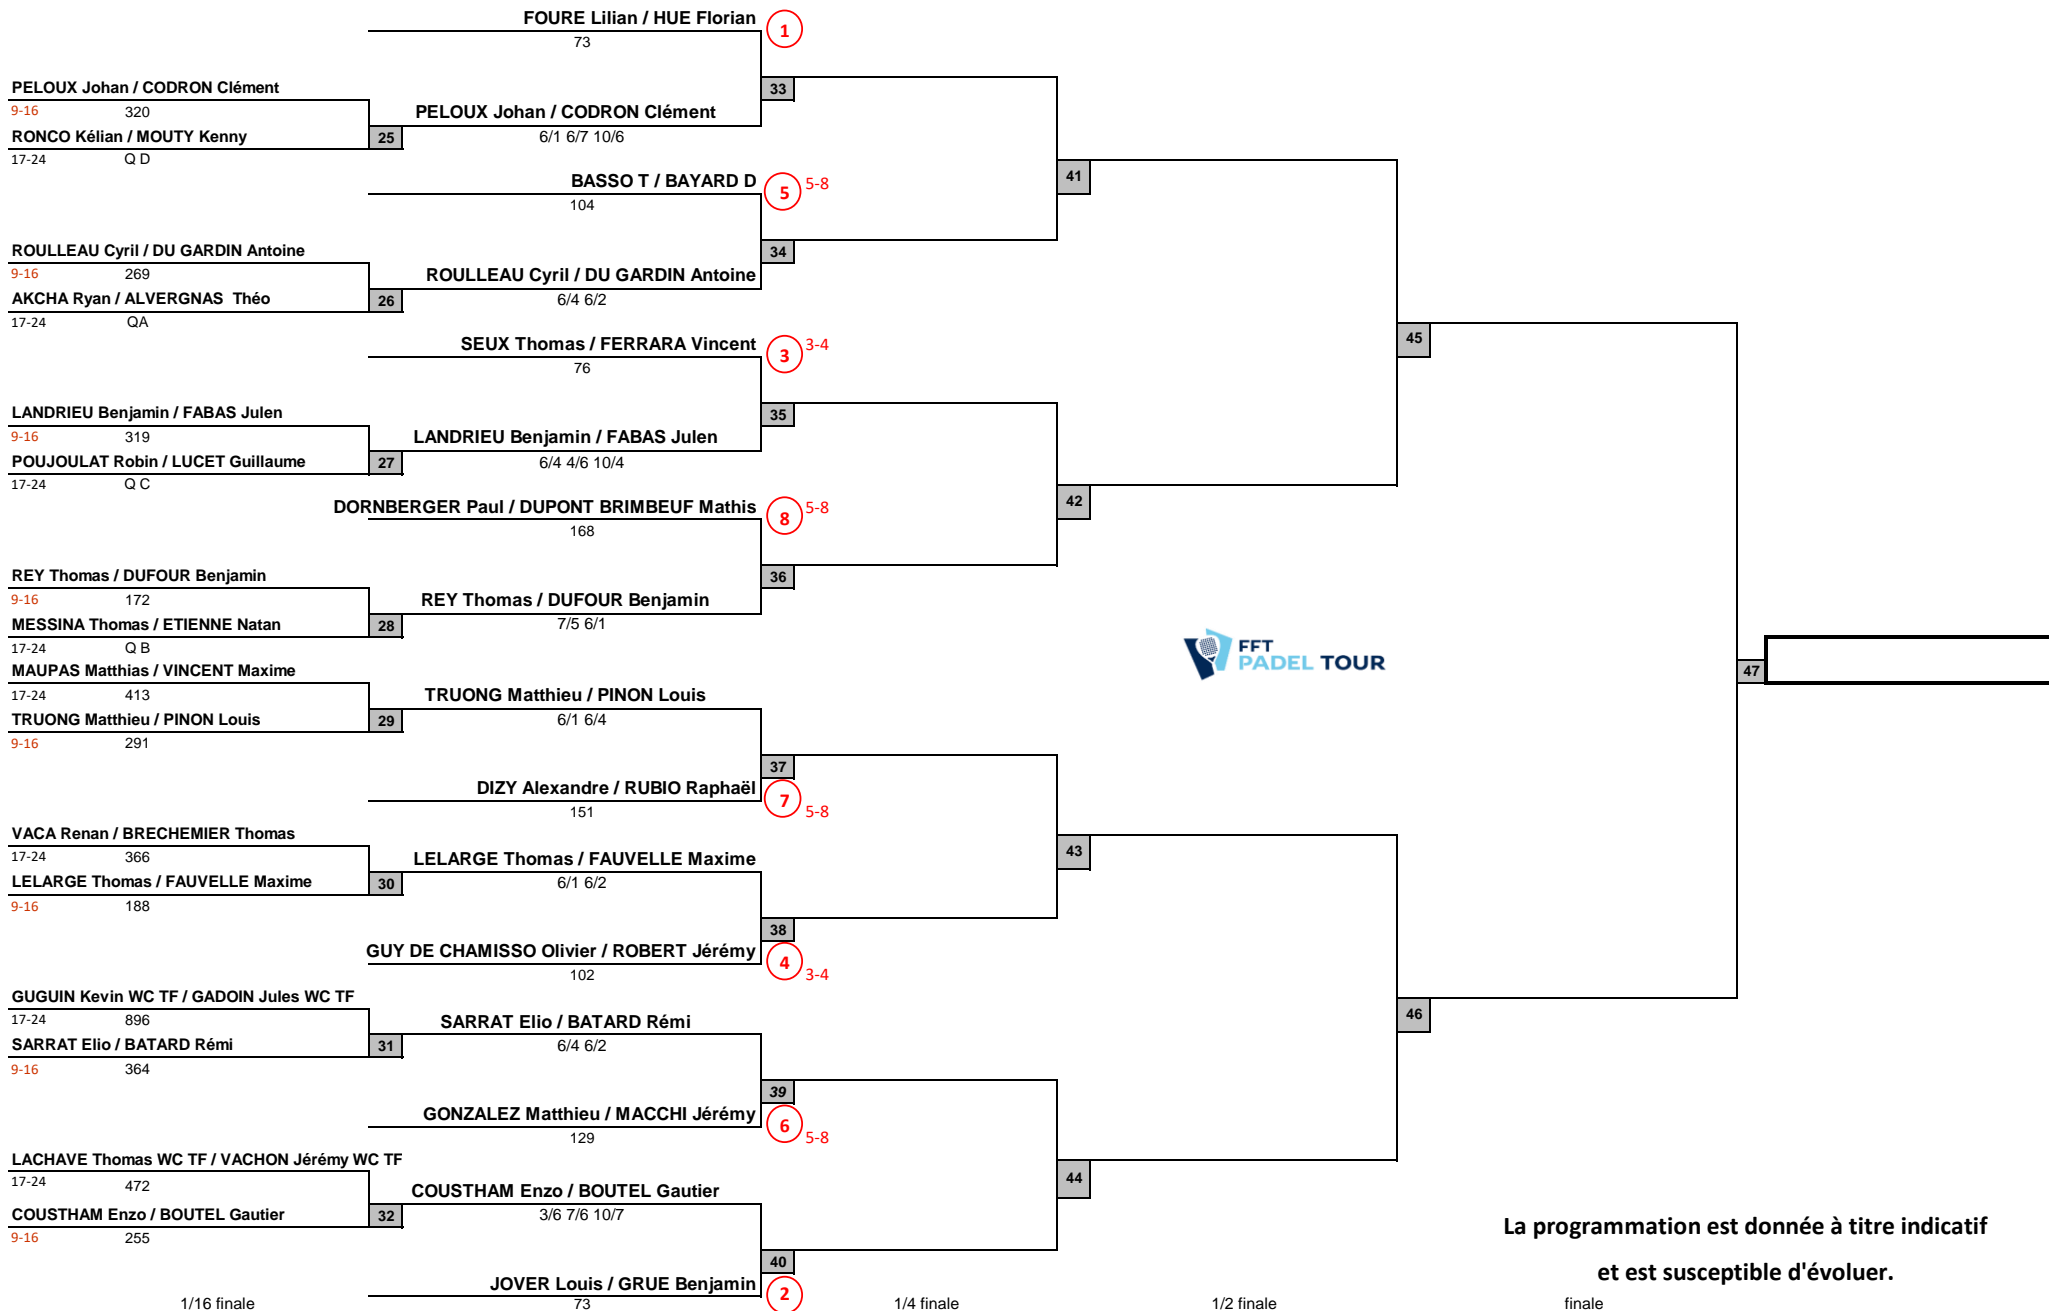 FOURE Lilian / HUE Florian
1
73
PELOUX Johan / CODRON Clément
33
9-16 320
PELOUX Johan / CODRON Clément
RONCO Kélian / MOUTY Kenny
25
6/1 6/7 10/6
17-24 Q D
BASSO T / BAYARD D
5 5-8
41
104
ROULLEAU Cyril / DU GARDIN Antoine
34
9-16 269
ROULLEAU Cyril / DU GARDIN Antoine
AKCHA Ryan / ALVERGNAS  Théo
26
6/4 6/2
17-24 QA
SEUX Thomas / FERRARA Vincent
3 3-4
45
76
LANDRIEU Benjamin / FABAS Julen
35
9-16 319
LANDRIEU Benjamin / FABAS Julen
POUJOULAT Robin / LUCET Guillaume
27
6/4 4/6 10/4
17-24 Q C
DORNBERGER Paul / DUPONT BRIMBEUF Mathis
8 5-8
42
168
REY Thomas / DUFOUR Benjamin
36
9-16 172
REY Thomas / DUFOUR Benjamin
MESSINA Thomas / ETIENNE Natan
28
7/5 6/1
17-24 Q B
FFT
PADEL TOUR
47
MAUPAS Matthias / VINCENT Maxime
17-24 413
TRUONG Matthieu / PINON Louis
TRUONG Matthieu / PINON Louis
29
6/1 6/4
9-16 291
37
DIZY Alexandre / RUBIO Raphaël
7 5-8
151
VACA Renan / BRECHEMIER Thomas
43
17-24 366
LELARGE Thomas / FAUVELLE Maxime
LELARGE Thomas / FAUVELLE Maxime
30
6/1 6/2
9-16 188
38
GUY DE CHAMISSO Olivier / ROBERT Jérémy
4 3-4
102
GUGUIN Kevin WC TF / GADOIN Jules WC TF
46
17-24 896
SARRAT Elio / BATARD Rémi
SARRAT Elio / BATARD Rémi
31
6/4 6/2
9-16 364
39
GONZALEZ Matthieu / MACCHI Jérémy
6 5-8
129
LACHAVE Thomas WC TF / VACHON Jérémy WC TF
44
17-24 472
COUSTHAM Enzo / BOUTEL Gautier
COUSTHAM Enzo / BOUTEL Gautier
32
3/6 7/6 10/7
9-16 255
La programmation est donnée à titre indicatif
et est susceptible d'évoluer.
40
JOVER Louis / GRUE Benjamin
2
73
1/16 finale
1/4 finale
1/2 finale
finale